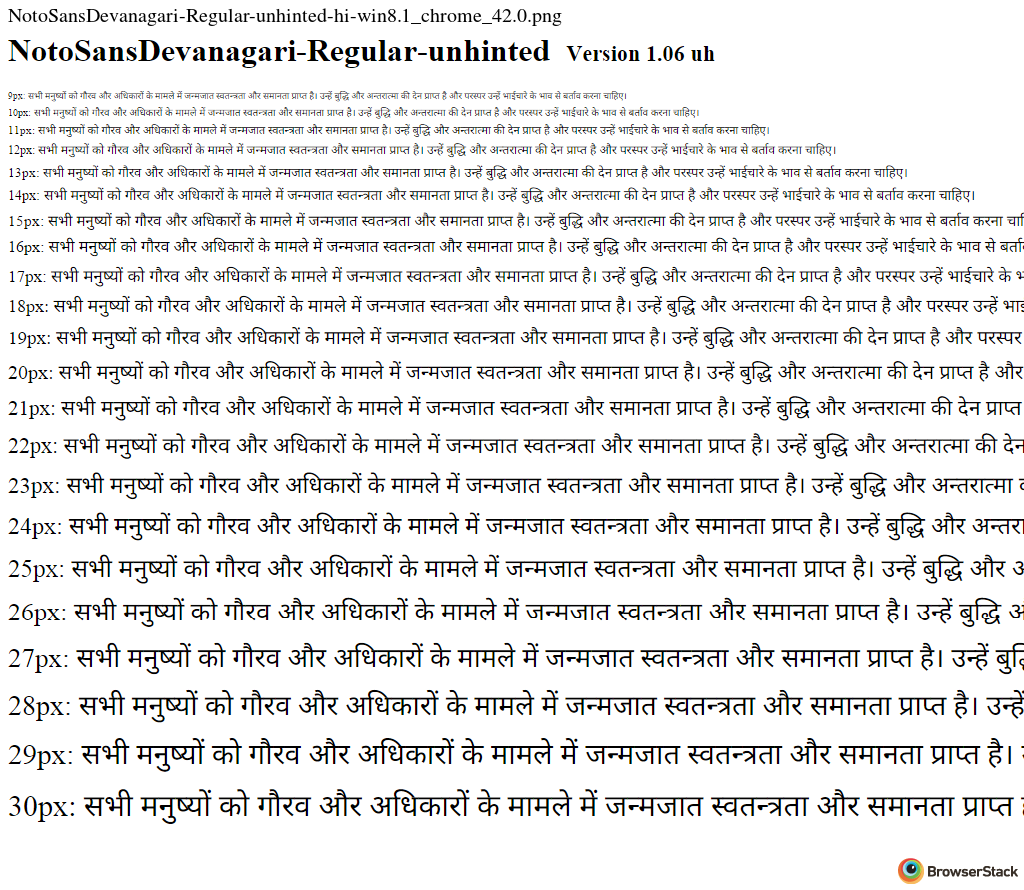 NotoSansDevanagari-Regular-unhinted-hi-win8.1_chrome_42.0.png
NotoSansDevanagari-Regular-unhinted Version 1.06 uh
9px: सभी मनुष्यों को गौरव और अधिकारों के मामले में जन्मजात स्वतन्त्रता और समानता प्राप्त है। उन्हें बुद्धि और अन्तरात्मा की देन प्राप्त है और परस्पर उन्हें भाईचारे के भाव से बर्ताव करना चाहिए।
10px: सभी मनुष्यों को गौरव और अधिकारों के मामले में जन्मजात स्वतन्त्रता और समानता प्राप्त है। उन्हें बुद्धि और अन्तरात्मा की देन प्राप्त है और परस्पर उन्हें भाईचारे के भाव से बर्ताव करना चाहिए।
11px: सभी मनुष्यों को गौरव और अधिकारों के मामले में जन्मजात स्वतन्त्रता और समानता प्राप्त है। उन्हें बुद्धि और अन्तरात्मा की देन प्राप्त है और परस्पर उन्हें भाईचारे के भाव से बर्ताव करना चाहिए।
12px: सभी मनुष्यों को गौरव और अधिकारों के मामले में जन्मजात स्वतन्त्रता और समानता प्राप्त है। उन्हें बुद्धि और अन्तरात्मा की देन प्राप्त है और परस्पर उन्हें भाईचारे के भाव से बर्ताव करना चाहिए।
13px: सभी मनुष्यों को गौरव और अधिकारों के मामले में जन्मजात स्वतन्त्रता और समानता प्राप्त है। उन्हें बुद्धि और अन्तरात्मा की देन प्राप्त है और परस्पर उन्हें भाईचारे के भाव से बर्ताव करना चाहिए।
14px: सभी मनुष्यों को गौरव और अधिकारों के मामले में जन्मजात स्वतन्त्रता और समानता प्राप्त है। उन्हें बुद्धि और अन्तरात्मा की देन प्राप्त है और परस्पर उन्हें भाईचारे के भाव से बर्ताव करना चाहिए।
15px: सभी मनुष्यों को गौरव और अधिकारों के मामले में जन्मजात स्वतन्त्रता और समानता प्राप्त है। उन्हें बुद्धि और अन्तरात्मा की देन प्राप्त है और परस्पर उन्हें भाईचारे के भाव से बर्ताव करना
16px: सभी मनुष्यों को गौरव और अधिकारों के मामले में जन्मजात स्वतन्त्रता और समानता प्राप्त है। उन्हें बुद्धि और अन्तरात्मा की देन प्राप्त है और परस्पर उन्हें भाईचारे के भाव से
17px: सभी मनुष्यों को गौरव और अधिकारों के मामले में जन्मजात स्वतन्त्रता और समानता प्राप्त है। उन्हें बुद्धि और अन्तरात्मा की देन प्राप्त है और परस्पर उन्हें भाईचारे के
18px: सभी मनुष्यों को गौरव और अधिकारों के मामले में जन्मजात स्वतन्त्रता और समानता प्राप्त है। उन्हें बुद्धि और अन्तरात्मा की देन प्राप्त है और परस्पर उन्हें
19px: सभी मनुष्यों को गौरव और अधिकारों के मामले में जन्मजात स्वतन्त्रता और समानता प्राप्त है। उन्हें बुद्धि और अन्तरात्मा की देन प्राप्त है और परस्पर
20px: सभी मनुष्यों को गौरव और अधिकारों के मामले में जन्मजात स्वतन्त्रता और समानता प्राप्त है। उन्हें बुद्धि और अन्तरात्मा की देन प्राप्त है और
21px: सभी मनुष्यों को गौरव और अधिकारों के मामले में जन्मजात स्वतन्त्रता और समानता प्राप्त है। उन्हें बुद्धि और अन्तरात्मा की देन प्राप्त
22px: सभी मनुष्यों को गौरव और अधिकारों के मामले में जन्मजात स्वतन्त्रता और समानता प्राप्त है। उन्हें बुद्धि और अन्तरात्मा की देन
23px: सभी मनुष्यों को गौरव और अधिकारों के मामले में जन्मजात स्वतन्त्रता और समानता प्राप्त है। उन्हें बुद्धि और अन्तरात्मा
24px: सभी मनुष्यों को गौरव और अधिकारों के मामले में जन्मजात स्वतन्त्रता और समानता प्राप्त है। उन्हें बुद्धि और
25px: सभी मनुष्यों को गौरव और अधिकारों के मामले में जन्मजात स्वतन्त्रता और समानता प्राप्त है। उन्हें बुद्धि और
26px: सभी मनुष्यों को गौरव और अधिकारों के मामले में जन्मजात स्वतन्त्रता और समानता प्राप्त है। उन्हें बुद्धि
27px: सभी मनुष्यों को गौरव और अधिकारों के मामले में जन्मजात स्वतन्त्रता और समानता प्राप्त है। उन्हें
28px: सभी मनुष्यों को गौरव और अधिकारों के मामले में जन्मजात स्वतन्त्रता और समानता प्राप्त है। उन्हें
29px: सभी मनुष्यों को गौरव और अधिकारों के मामले में जन्मजात स्वतन्त्रता और समानता प्राप्त है।
30px: सभी मनुष्यों को गौरव और अधिकारों के मामले में जन्मजात स्वतन्त्रता और समानता प्राप्त
BrowserStack